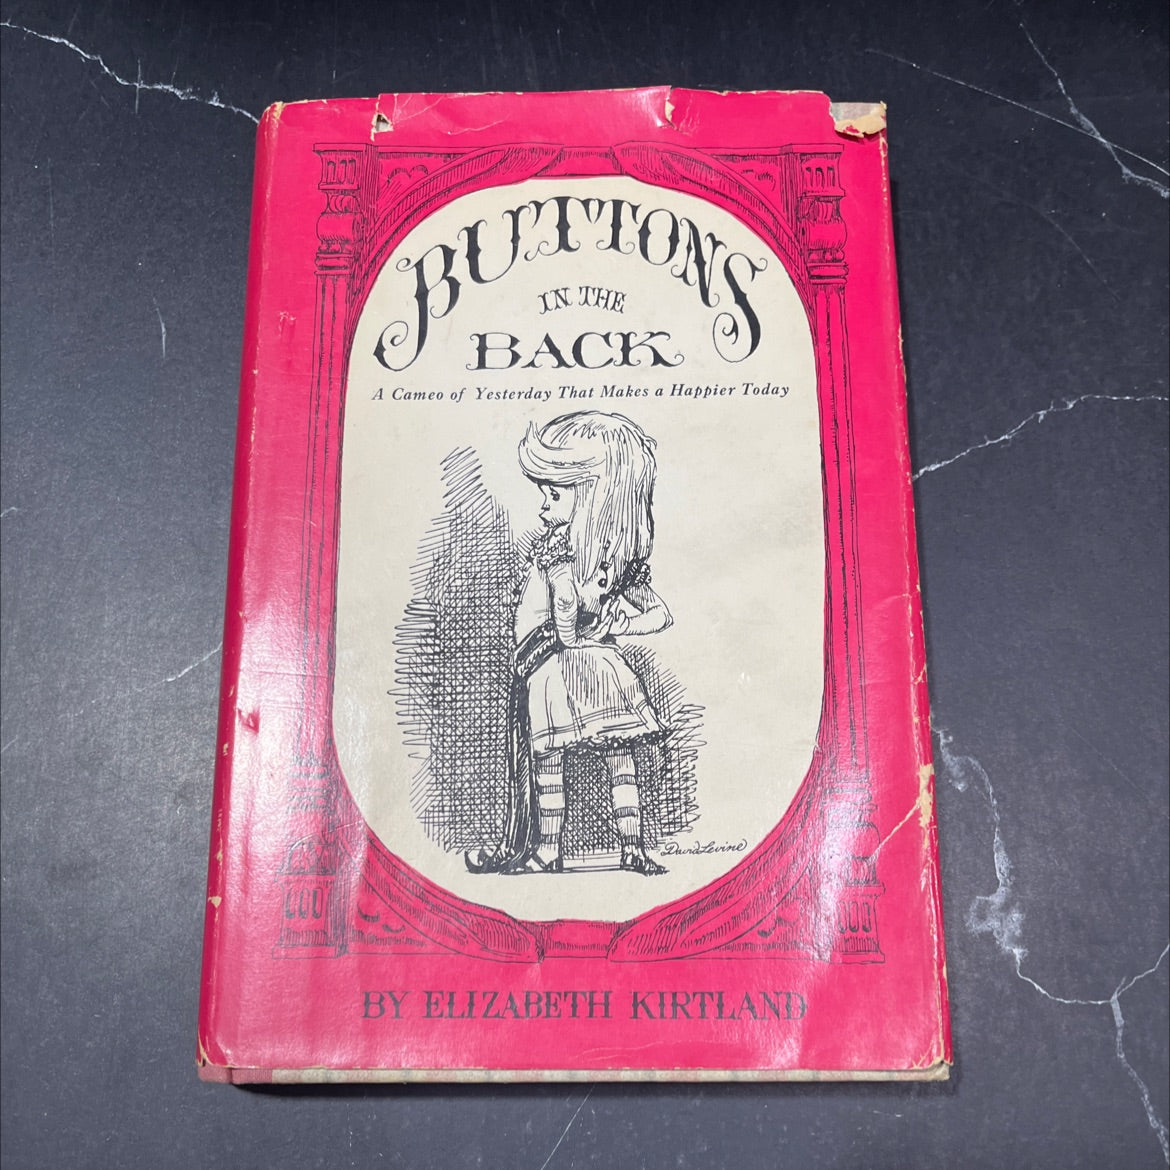 BUTTONS
IN THE
BACK
A Cameo of Yesterday That Makes a Happier Today
David Levine
BY ELIZABETH KIRTLAND